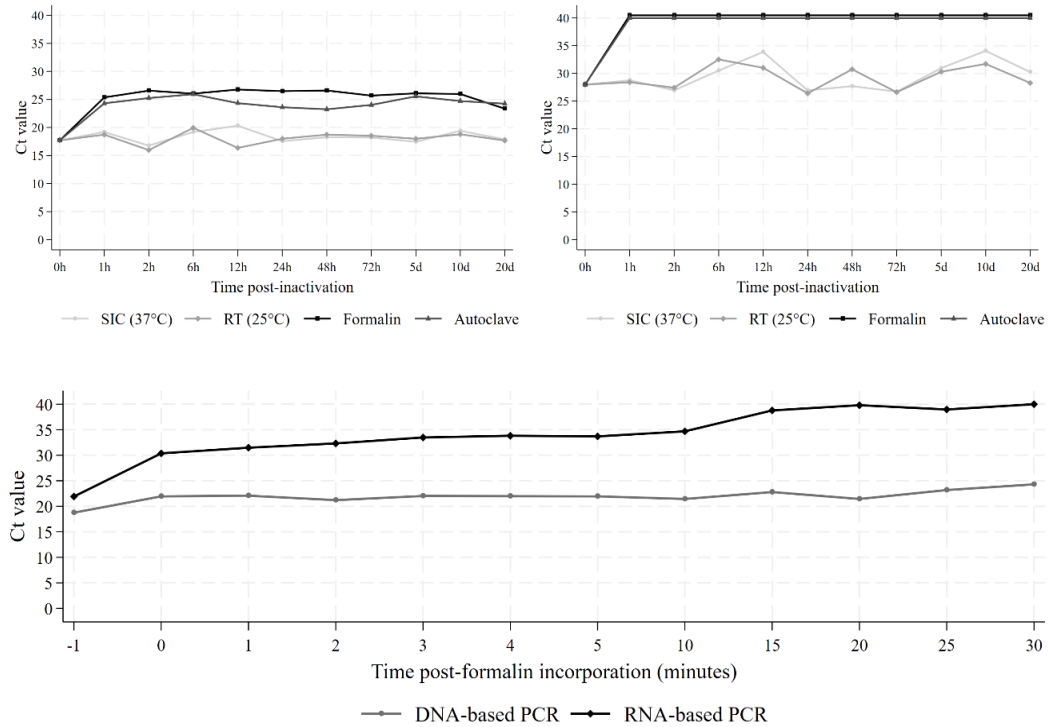 40
35
30
25
20
15
10
5
0
Ct value
0h 1h 2h 6h 12h 24h 48h 72h 5d 10d 20d
Time post-inactivation
SIC (37°C) RT (25°C) Formalin Autoclave
40
35
30
25
20
15
10
5
0
Ct value
0h 1h 2h 6h 12h 24h 48h 72h 5d 10d 20d
Time post-inactivation
SIC (37°C) RT (25°C) Formalin Autoclave
40
35
30
25
20
15
10
5
0
Ct value
-1 0 1 2 3 4 5 10 15 20 25 30
Time post-formalin incorporation (minutes)
DNA-based PCR RNA-based PCR